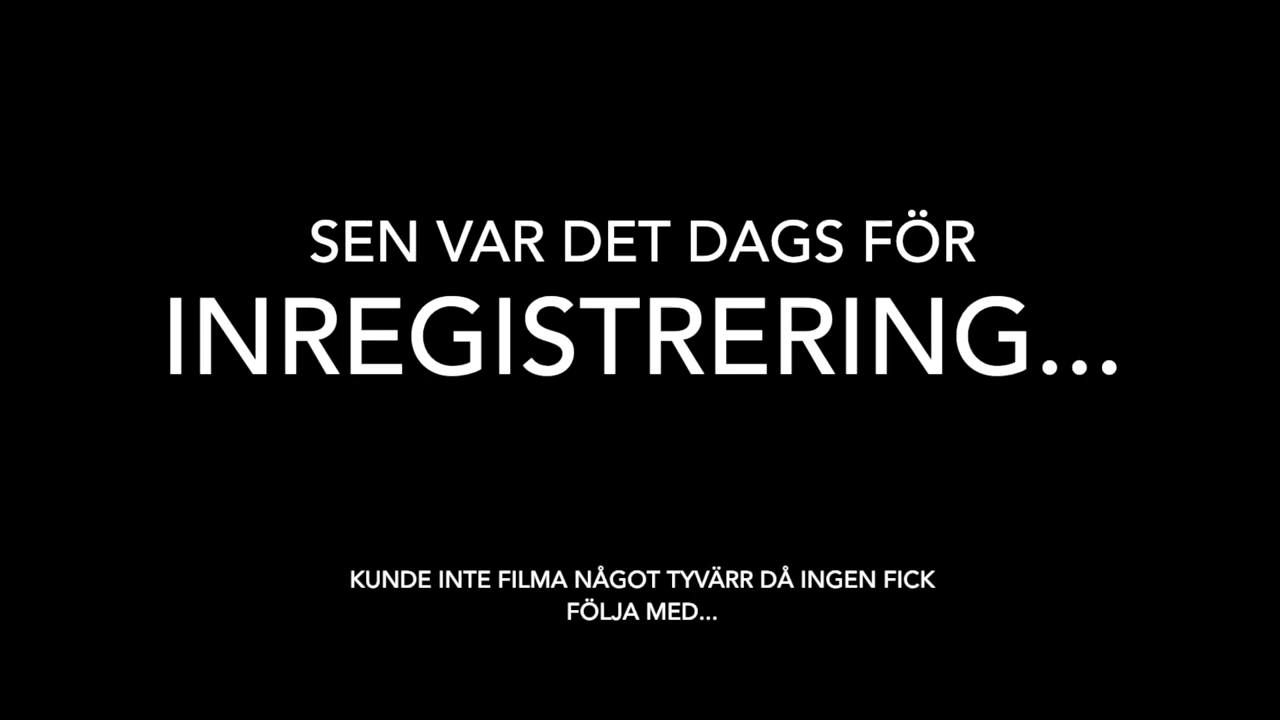 SEN VAR DET DAGS FÖR
INREGISTRERING...
KUNDE INTE FILMA NÅGOT TYVÄRR DÅ INGEN FICK
FÖLJA MED...